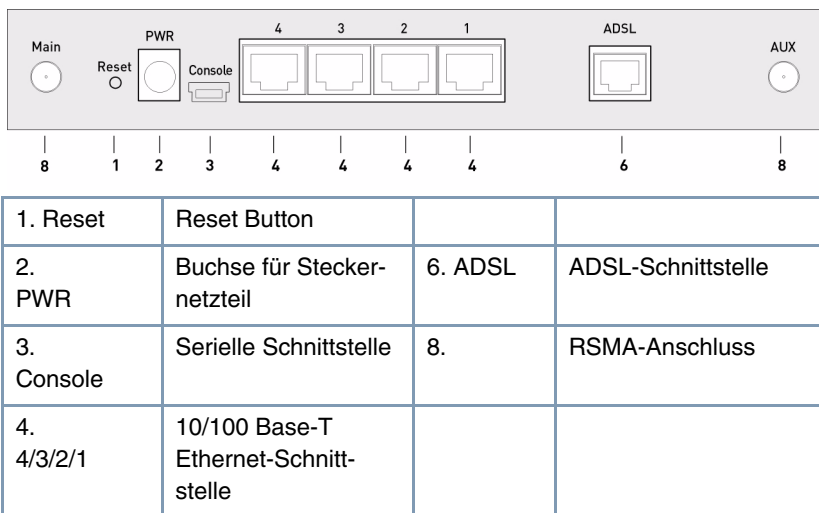 Main
Reset
PWR
Console
4 3 2 1
ADSL
AUX
8 1 2 3 4 4 4 4 6 8
1. Reset
Reset Button
2.
PWR
Buchse für Stecker-
netzteil
6. ADSL
ADSL-Schnittstelle
3.
Console
Serielle Schnittstelle
8.
RSMA-Anschluss
4.
4/3/2/1
10/100 Base-T
Ethernet-Schnitt-
stelle